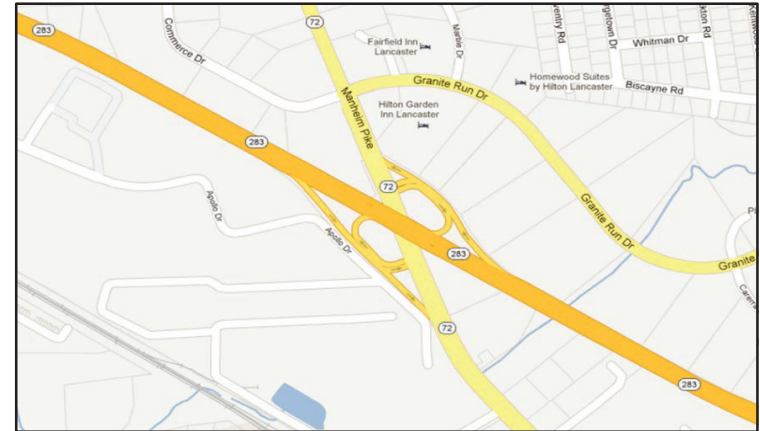 283
72
Commerce Dr
Fairfield Inn
Lancaster
Marble Dr
Whitman Dr
Biscayne Rd
Granite Run Dr
Homewood Suites
by Hilton Lancaster
Manheim Pike
Hilton Garden
Inn Lancaster
283
72
Apollo Dr
Apollo Dr
Granite Run Dr
283
Granite
72
283